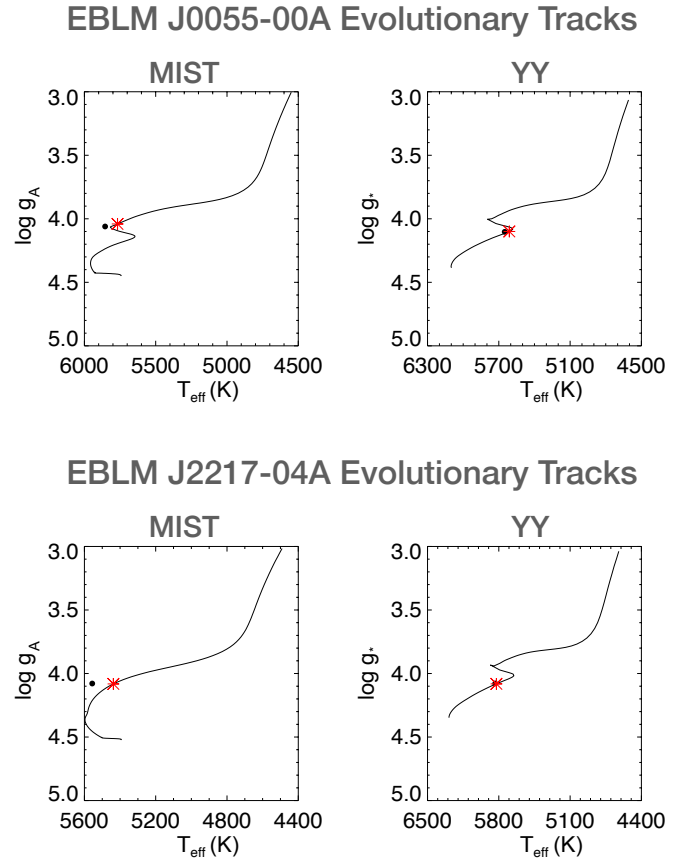 EBLM J0055-00A Evolutionary Tracks
MIST
YY
3.0
3.5
4.0
4.5
5.0
log g_A
6000 5500 5000 4500
T_eff (K)
3.0
3.5
4.0
4.5
5.0
log g_*
6300 5700 5100 4500
T_eff (K)
EBLM J2217-04A Evolutionary Tracks
MIST
YY
3.0
3.5
4.0
4.5
5.0
log g_A
5600 5200 4800 4400
T_eff (K)
3.0
3.5
4.0
4.5
5.0
log g_*
6500 5800 5100 4400
T_eff (K)